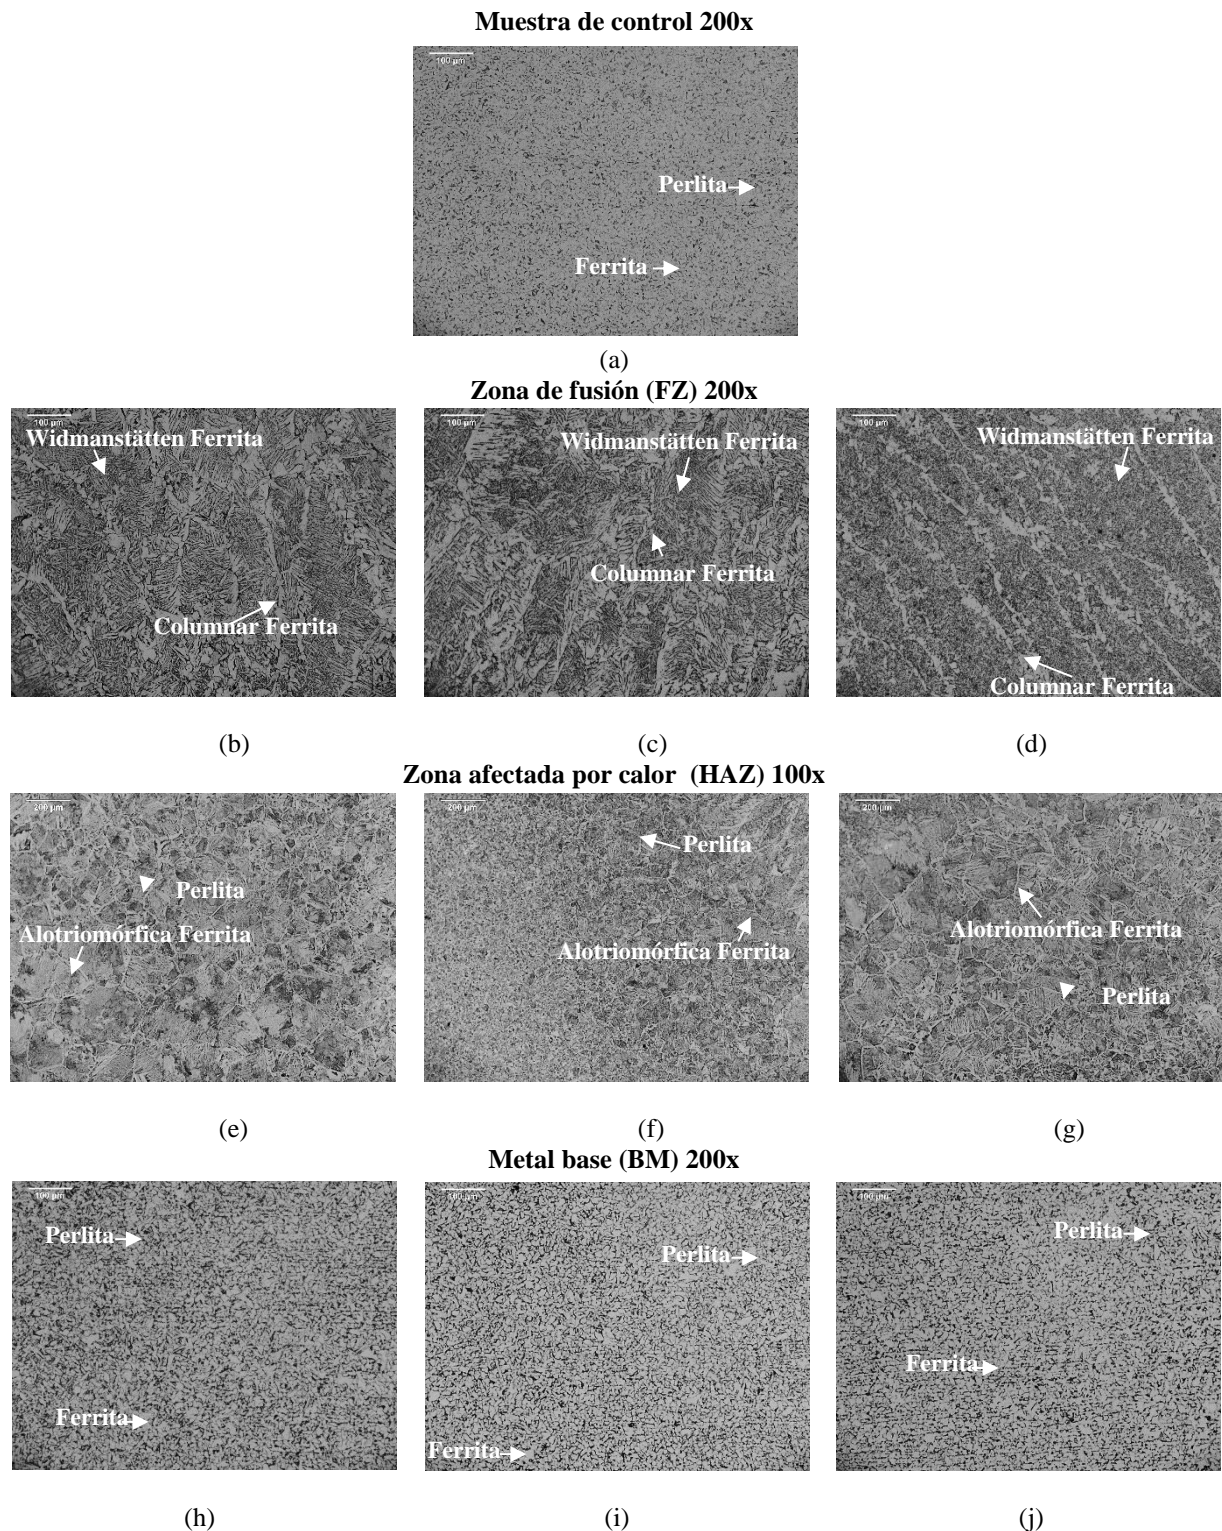 Muestra de control 200x
100 µm
Perlita
Ferrita
(a)
Zona de fusión (FZ) 200x
100 µm 100 µm 100 µm
Widmanstätten Ferrita Widmanstätten Ferrita Widmanstätten Ferrita
Columnar Ferrita Columnar Ferrita Columnar Ferrita
(b) (c) (d)
Zona afectada por calor (HAZ) 100x
200 µm 200 µm 200 µm
Perlita Perlita Alotriomórfica Ferrita
Alotriomórfica Ferrita Alotriomórfica Ferrita Perlita
(e) (f) (g)
Metal base (BM) 200x
100 µm 100 µm 100 µm
Perlita Perlita Perlita
Ferrita Ferrita Ferrita
(h) (i) (j)